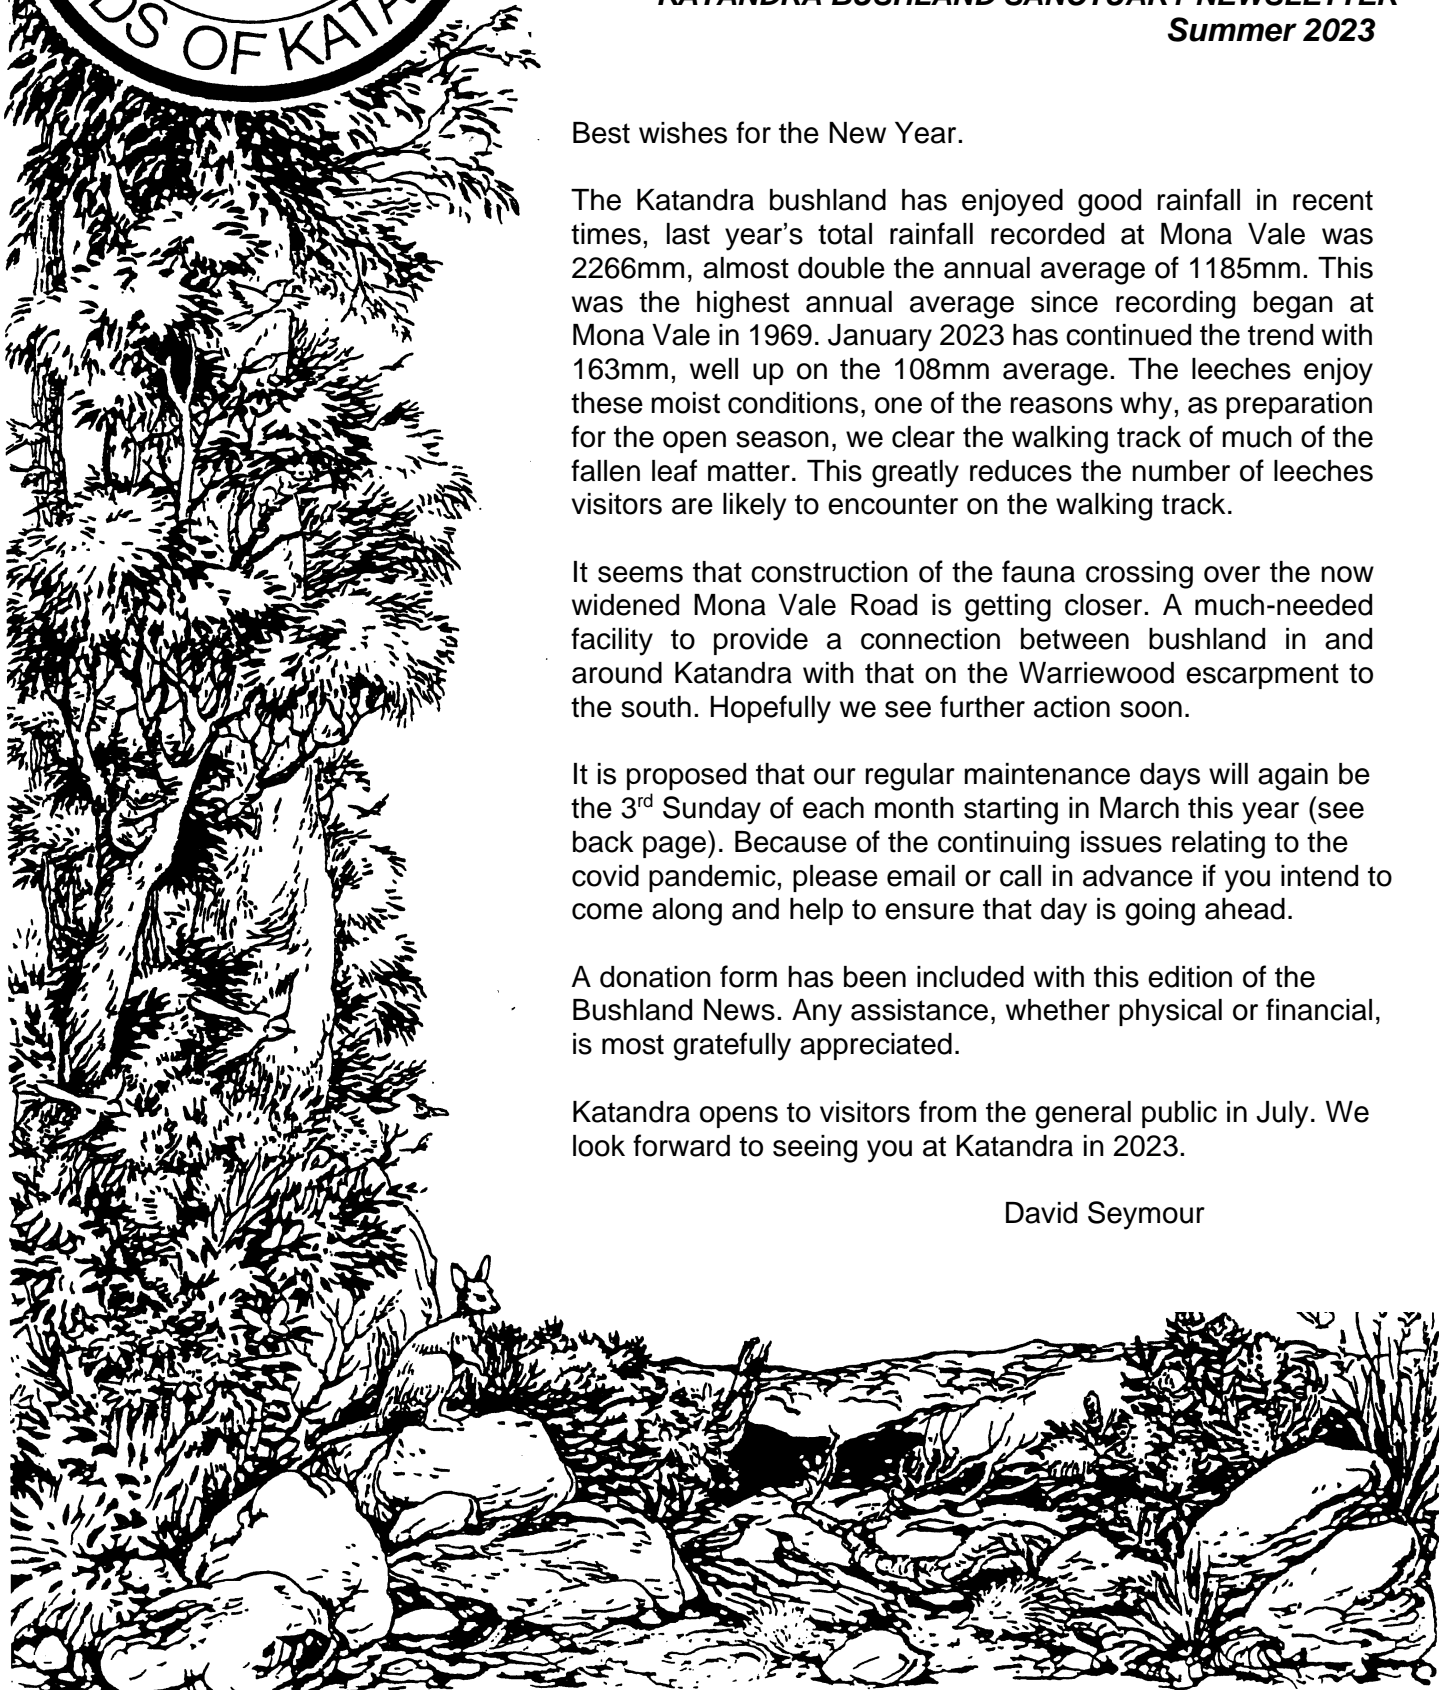 DS OF KATA
KATANDRA BUSHLAND SANCTUARY NEWSLETTER
Summer 2023
Best wishes for the New Year.
The Katandra bushland has enjoyed good rainfall in recent
times, last year’s total rainfall recorded at Mona Vale was
2266mm, almost double the annual average of 1185mm. This
was the highest annual average since recording began at
Mona Vale in 1969. January 2023 has continued the trend with
163mm, well up on the 108mm average. The leeches enjoy
these moist conditions, one of the reasons why, as preparation
for the open season, we clear the walking track of much of the
fallen leaf matter. This greatly reduces the number of leeches
visitors are likely to encounter on the walking track.
It seems that construction of the fauna crossing over the now
widened Mona Vale Road is getting closer. A much-needed
facility to provide a connection between bushland in and
around Katandra with that on the Warriewood escarpment to
the south. Hopefully we see further action soon.
It is proposed that our regular maintenance days will again be
the 3rd Sunday of each month starting in March this year (see
back page). Because of the continuing issues relating to the
covid pandemic, please email or call in advance if you intend to
come along and help to ensure that day is going ahead.
A donation form has been included with this edition of the
Bushland News. Any assistance, whether physical or financial,
is most gratefully appreciated.
Katandra opens to visitors from the general public in July. We
look forward to seeing you at Katandra in 2023.
David Seymour